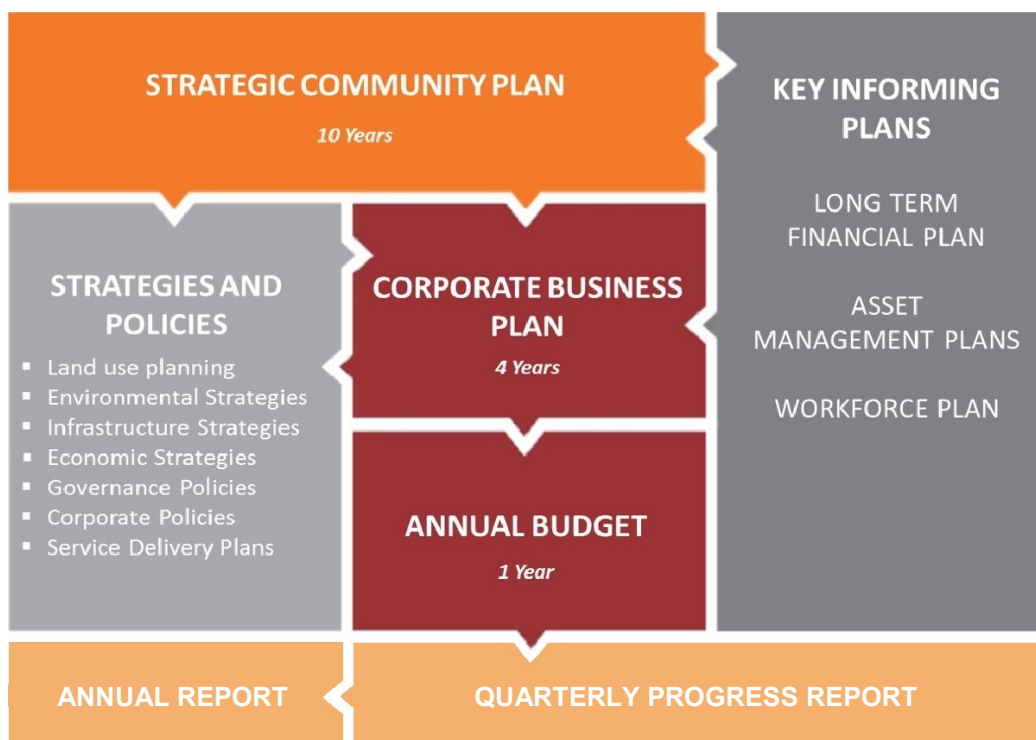 STRATEGIC COMMUNITY PLAN
10 Years
KEY INFORMING
PLANS
LONG TERM
FINANCIAL PLAN
ASSET
MANAGEMENT PLANS
WORKFORCE PLAN
STRATEGIES AND
POLICIES
▪ Land use planning
▪ Environmental Strategies
▪ Infrastructure Strategies
▪ Economic Strategies
▪ Governance Policies
▪ Corporate Policies
▪ Service Delivery Plans
CORPORATE BUSINESS
PLAN
4 Years
ANNUAL BUDGET
1 Year
ANNUAL REPORT
QUARTERLY PROGRESS REPORT